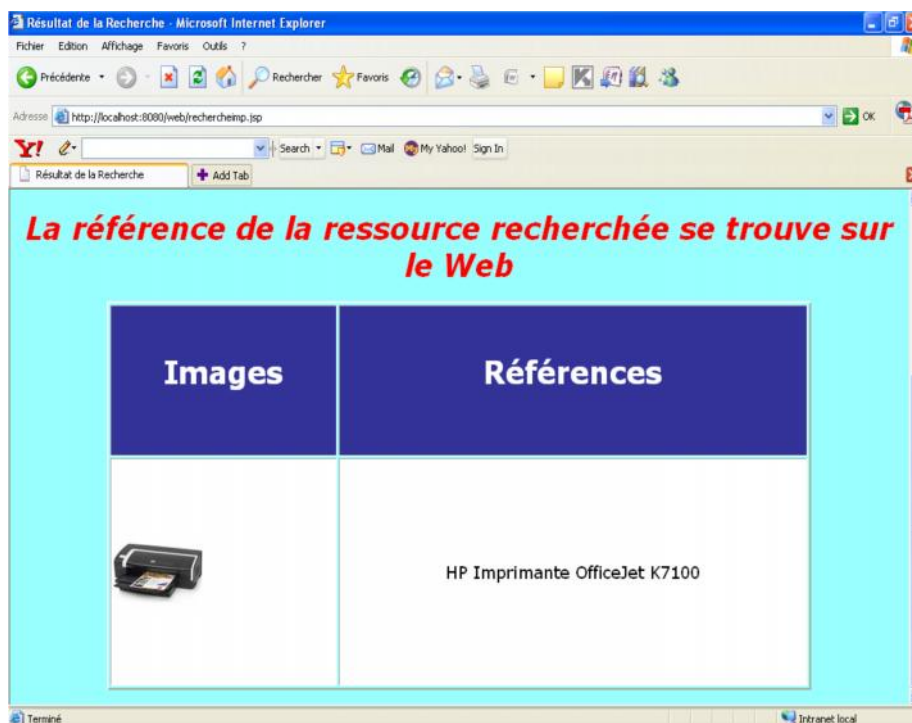 Résultat de la Recherche - Microsoft Internet Explorer
Fichier Edition Affichage Favoris Outils ?
Précédente Rechercher Favoris
Adresse http://localhost:8080/web/rechercheimp.jsp OK
Y! Search Mail My Yahoo! Sign In
Résultat de la Recherche Add Tab
La référence de la ressource recherchée se trouve sur
le Web
Images Références
HP Imprimante OfficeJet K7100
Terminé Intranet local